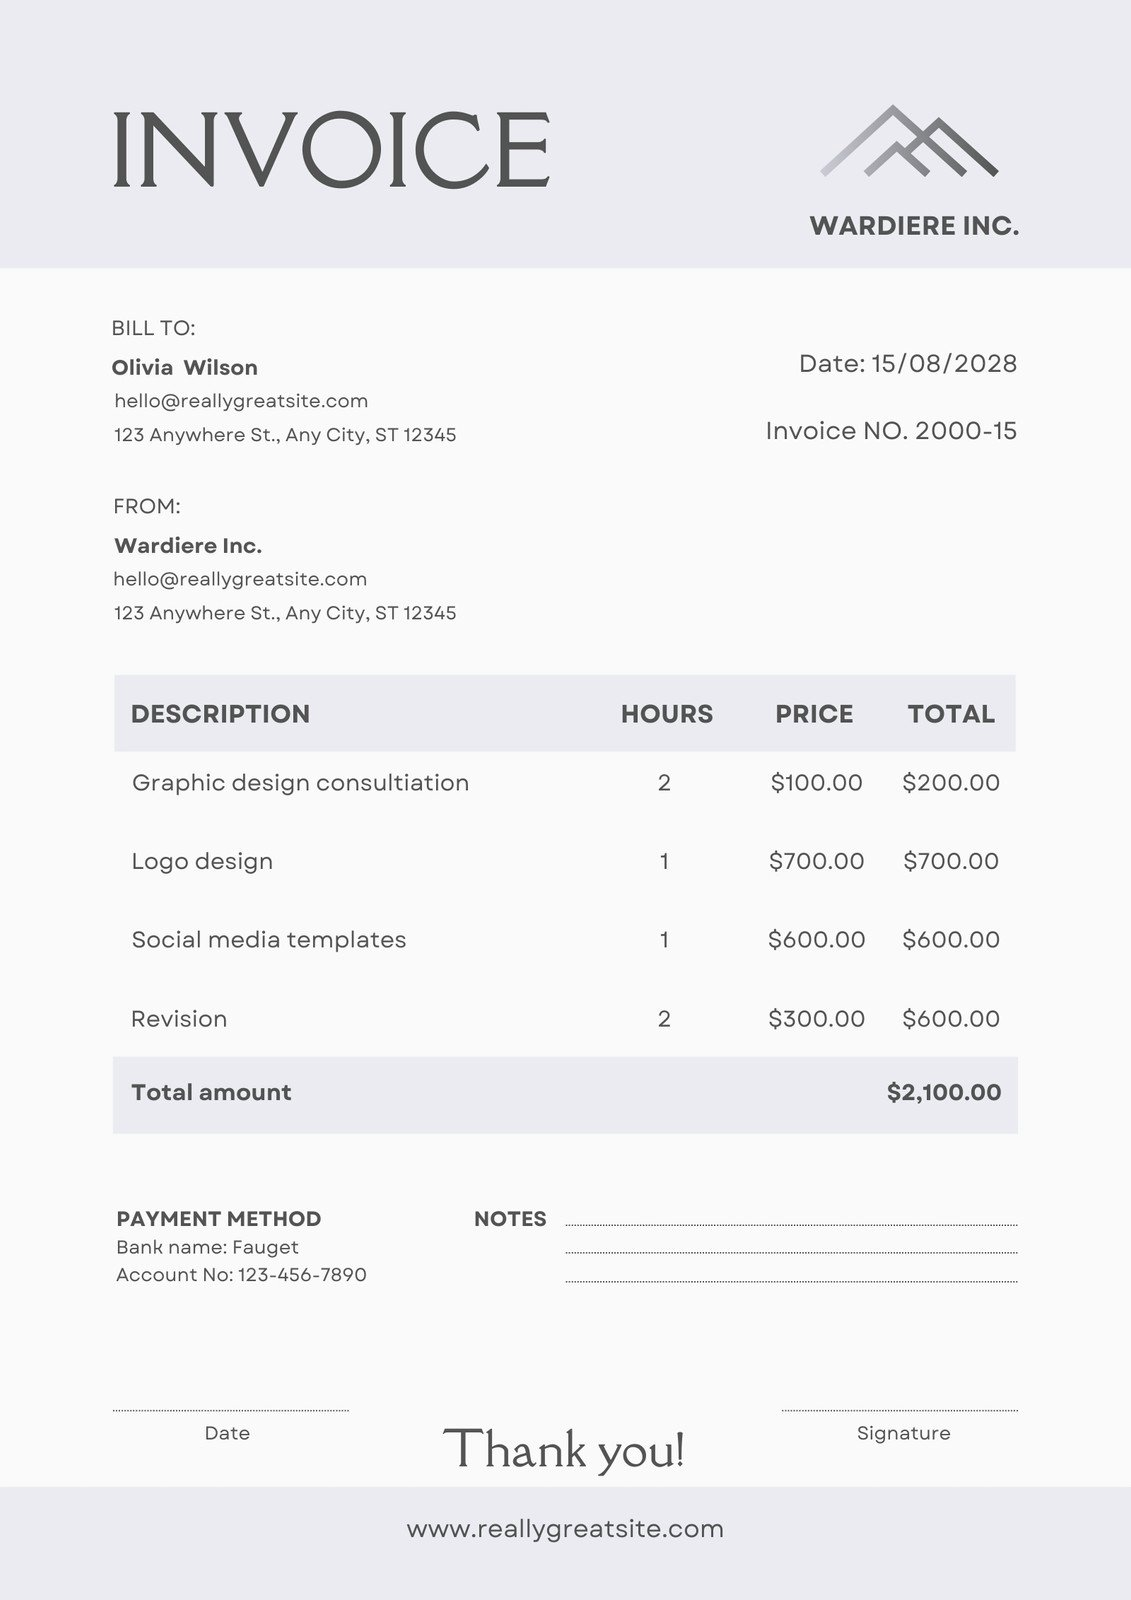 INVOICE
WARDIERE INC.
BILL TO:
Olivia Wilson
hello@reallygreatsite.com
123 Anywhere St., Any City, ST 12345
Date: 15/08/2028
Invoice NO. 2000-15
FROM:
Wardiere Inc.
hello@reallygreatsite.com
123 Anywhere St., Any City, ST 12345
DESCRIPTION HOURS PRICE TOTAL
Graphic design consultiation 2 $100.00 $200.00
Logo design 1 $700.00 $700.00
Social media templates 1 $600.00 $600.00
Revision 2 $300.00 $600.00
Total amount $2,100.00
PAYMENT METHOD
Bank name: Fauget
Account No: 123-456-7890
NOTES
Date
Thank you!
Signature
www.reallygreatsite.com